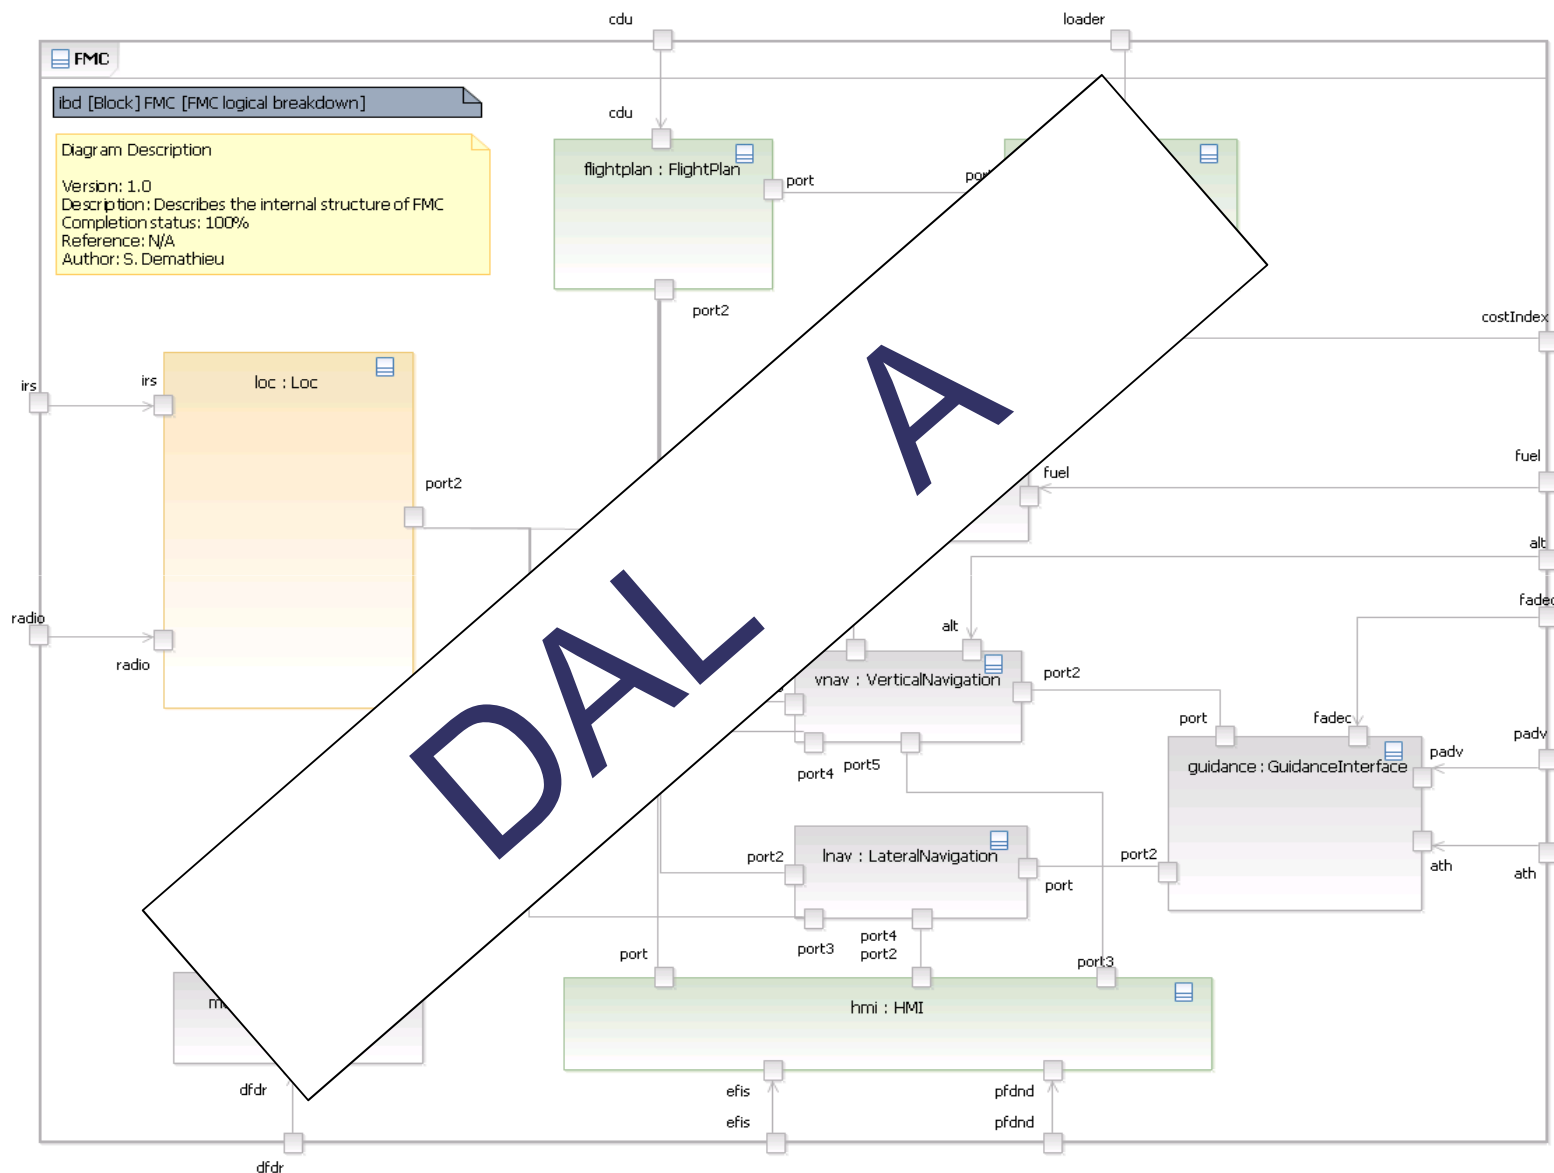 cdu
loader
FMC
ibd [Block] FMC [FMC logical breakdown]
cdu
Diagram Description
Version: 1.0
Description: Describes the internal structure of FMC
Completion status: 100%
Reference: N/A
Author: S. Demathieu
flightplan : FlightPlan
port
port2
costIndex
irs
irs
loc : Loc
port2
fuel
fuel
alt
alt
fadec
radio
radio
DAL A
vnav : VerticalNavigation
port2
port4
port5
port
fadec
padv
padv
guidance : GuidanceInterface
port2
lnav : LateralNavigation
port2
port
ath
ath
port3
port4
port2
port
port3
hmi : HMI
dfdr
efis
pfdnd
efis
pfdnd
dfdr